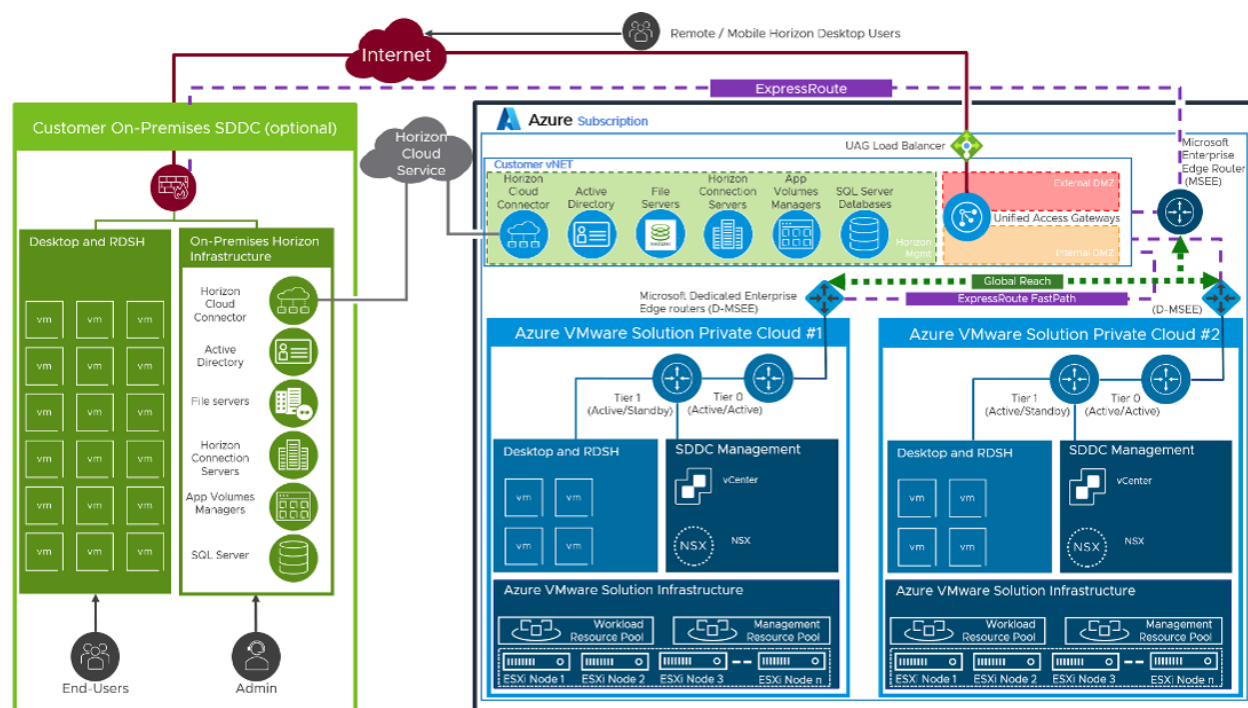 Remote / Mobile Horizon Desktop Users
Internet
ExpressRoute
Customer On-Premises SDDC (optional)
Horizon
Cloud
Service
Azure Subscription
UAG Load Balancer
Microsoft
Enterprise
Edge Router
(MSEE)
Customer vNET
Horizon
Cloud
Connector
Active
Directory
File
Servers
Horizon
Connection
Servers
App
Volumes
Managers
SQL Server
Databases
Horizon
Mgmt
External DMZ
Unified Access Gateways
Internal DMZ
Desktop and RDSH
vm vm vm
vm vm vm
vm vm vm
vm vm vm
vm vm vm
vm vm vm
On-Premises Horizon
Infrastructure
Horizon
Cloud
Connector
Active
Directory
File servers
Horizon
Connection
Servers
App Volumes
Managers
SQL Server
End-Users
Admin
Global Reach
Microsoft Dedicated Enterprise
Edge routers (D-MSEE)
ExpressRoute FastPath
(D-MSEE)
Azure VMware Solution Private Cloud #1
Tier 1
(Active/Standby)
Tier 0
(Active/Active)
Desktop and RDSH
vm vm
vm vm
SDDC Management
vCenter
NSX
NSX
Azure VMware Solution Infrastructure
Workload
Resource Pool
Management
Resource Pool
ESXi Node 1
ESXi Node 2
ESXi Node 3
ESXi Node n
Azure VMware Solution Private Cloud #2
Tier 1
(Active/Standby)
Tier 0
(Active/Active)
Desktop and RDSH
vm vm
vm vm
SDDC Management
vCenter
NSX
NSX
Azure VMware Solution Infrastructure
Workload
Resource Pool
Management
Resource Pool
ESXi Node 1
ESXi Node 2
ESXi Node 3
ESXi Node n